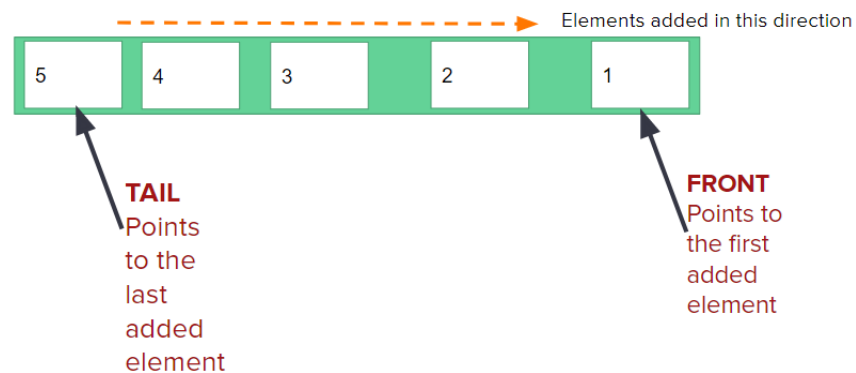 Elements added in this direction
5
4
3
2
1
TAIL
Points
to the
last
added
element
FRONT
Points to
the first
added
element